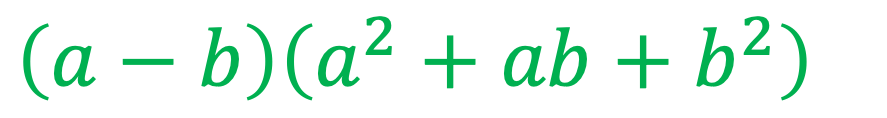 (a − b)(a² + ab + b²)